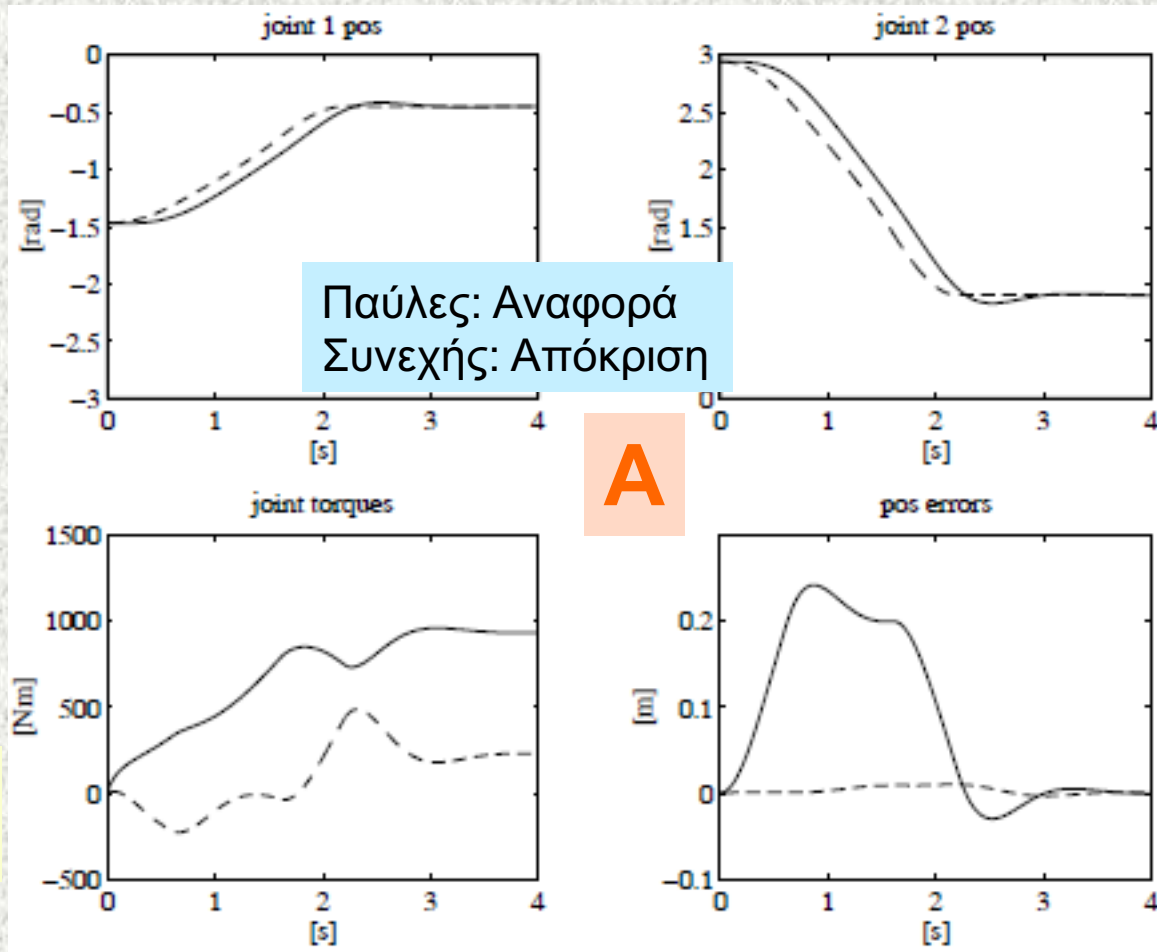 joint 1 pos
0
−0.5
−1
−1.5
−2
−2.5
−3
[rad]
0 1 2 3 4
[s]
joint 2 pos
3
2.5
2
1.5
1
0
[rad]
0 1 2 3 4
[s]
Παύλες: Αναφορά
Συνεχής: Απόκριση
A
joint torques
1500
1000
500
0
−500
[Nm]
0 1 2 3 4
[s]
pos errors
0.2
0.1
0
−0.1
[m]
0 1 2 3 4
[s]